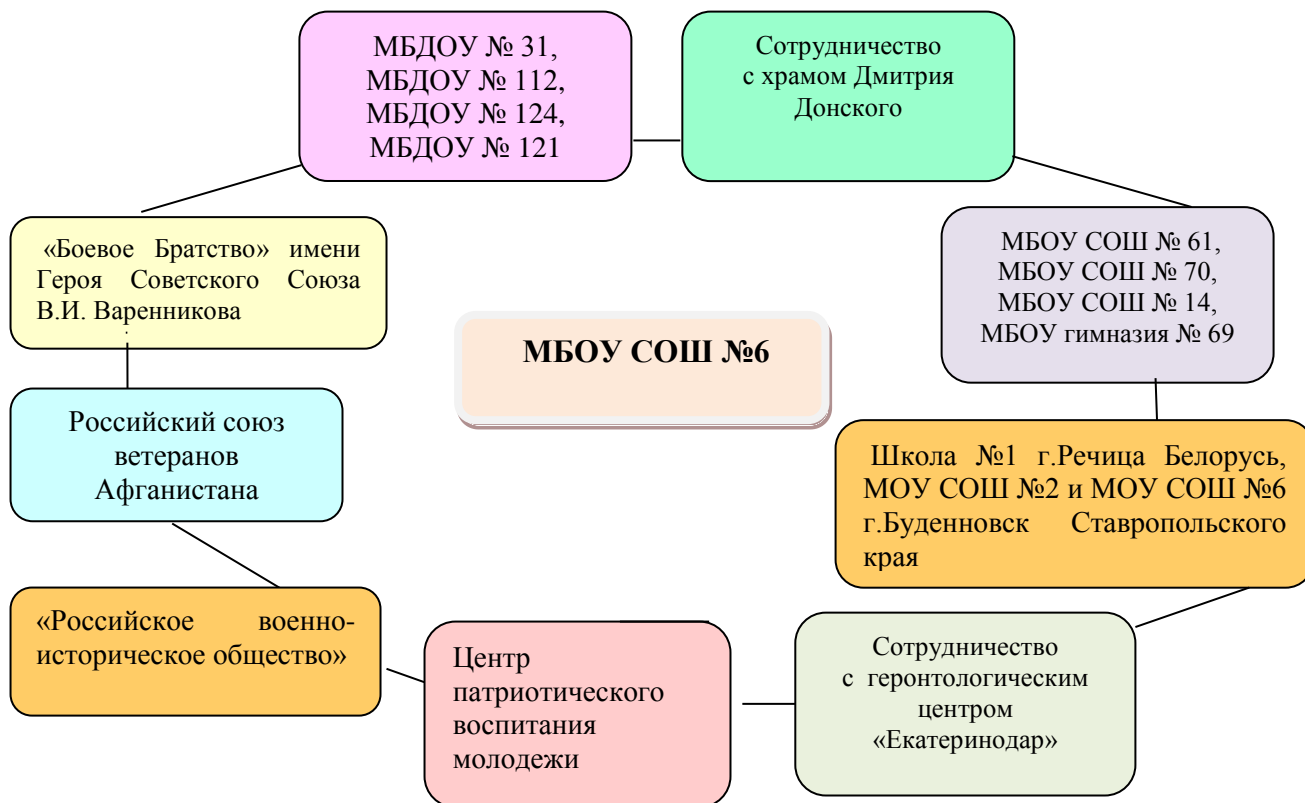 МБДОУ № 31,
МБДОУ № 112,
МБДОУ № 124,
МБДОУ № 121
Сотрудничество
с храмом Дмитрия
Донского
«Боевое Братство» имени
Героя Советского Союза
В.И. Варенникова
.
МБОУ СОШ № 61,
МБОУ СОШ № 70,
МБОУ СОШ № 14,
МБОУ гимназия № 69
МБОУ СОШ №6
Российский союз
ветеранов
Афганистана
Школа №1 г.Речица Белорусь,
МОУ СОШ №2 и МОУ СОШ №6
г.Буденновск Ставропольского
края
«Российское военно-
историческое общество»
Центр
патриотического
воспитания
молодежи
Сотрудничество
с геронтологическим
центром
«Екатеринодар»